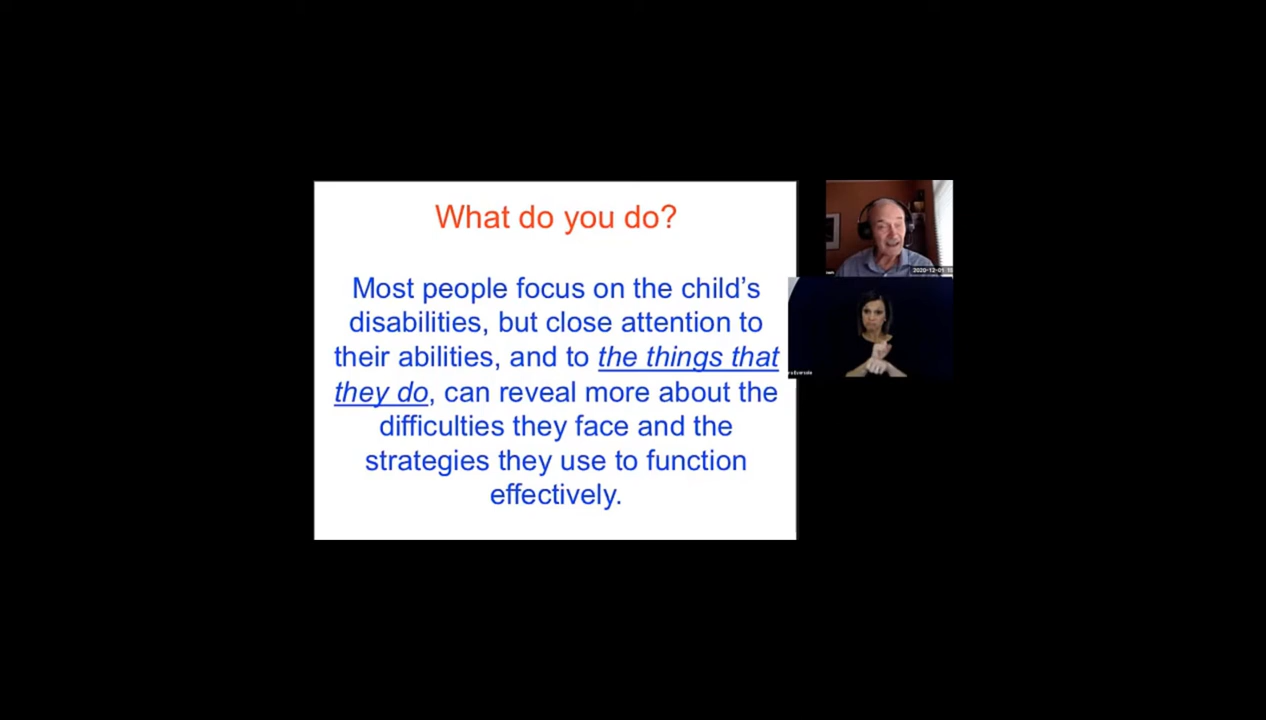 What do you do?
Most people focus on the child’s
disabilities, but close attention to
their abilities, and to the things that
they do, can reveal more about the
difficulties they face and the
strategies they use to function
effectively.